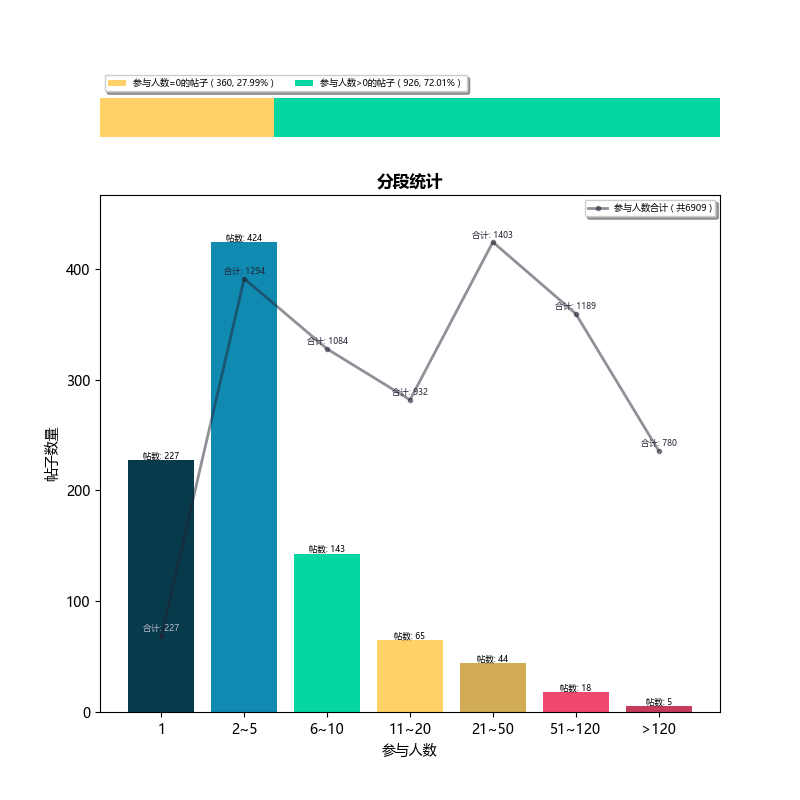 参与人数=0的帖子 ( 360, 27.99% )
参与人数>0的帖子 ( 926, 72.01% )
分段统计
参与人数合计 ( 共6909 )
帖子数量
400
300
200
100
0
帖数: 227
帖数: 424
帖数: 143
帖数: 65
帖数: 44
帖数: 18
帖数: 5
合计: 227
合计: 1294
合计: 1084
合计: 932
合计: 1403
合计: 1189
合计: 780
1
2~5
6~10
11~20
21~50
51~120
>120
参与人数